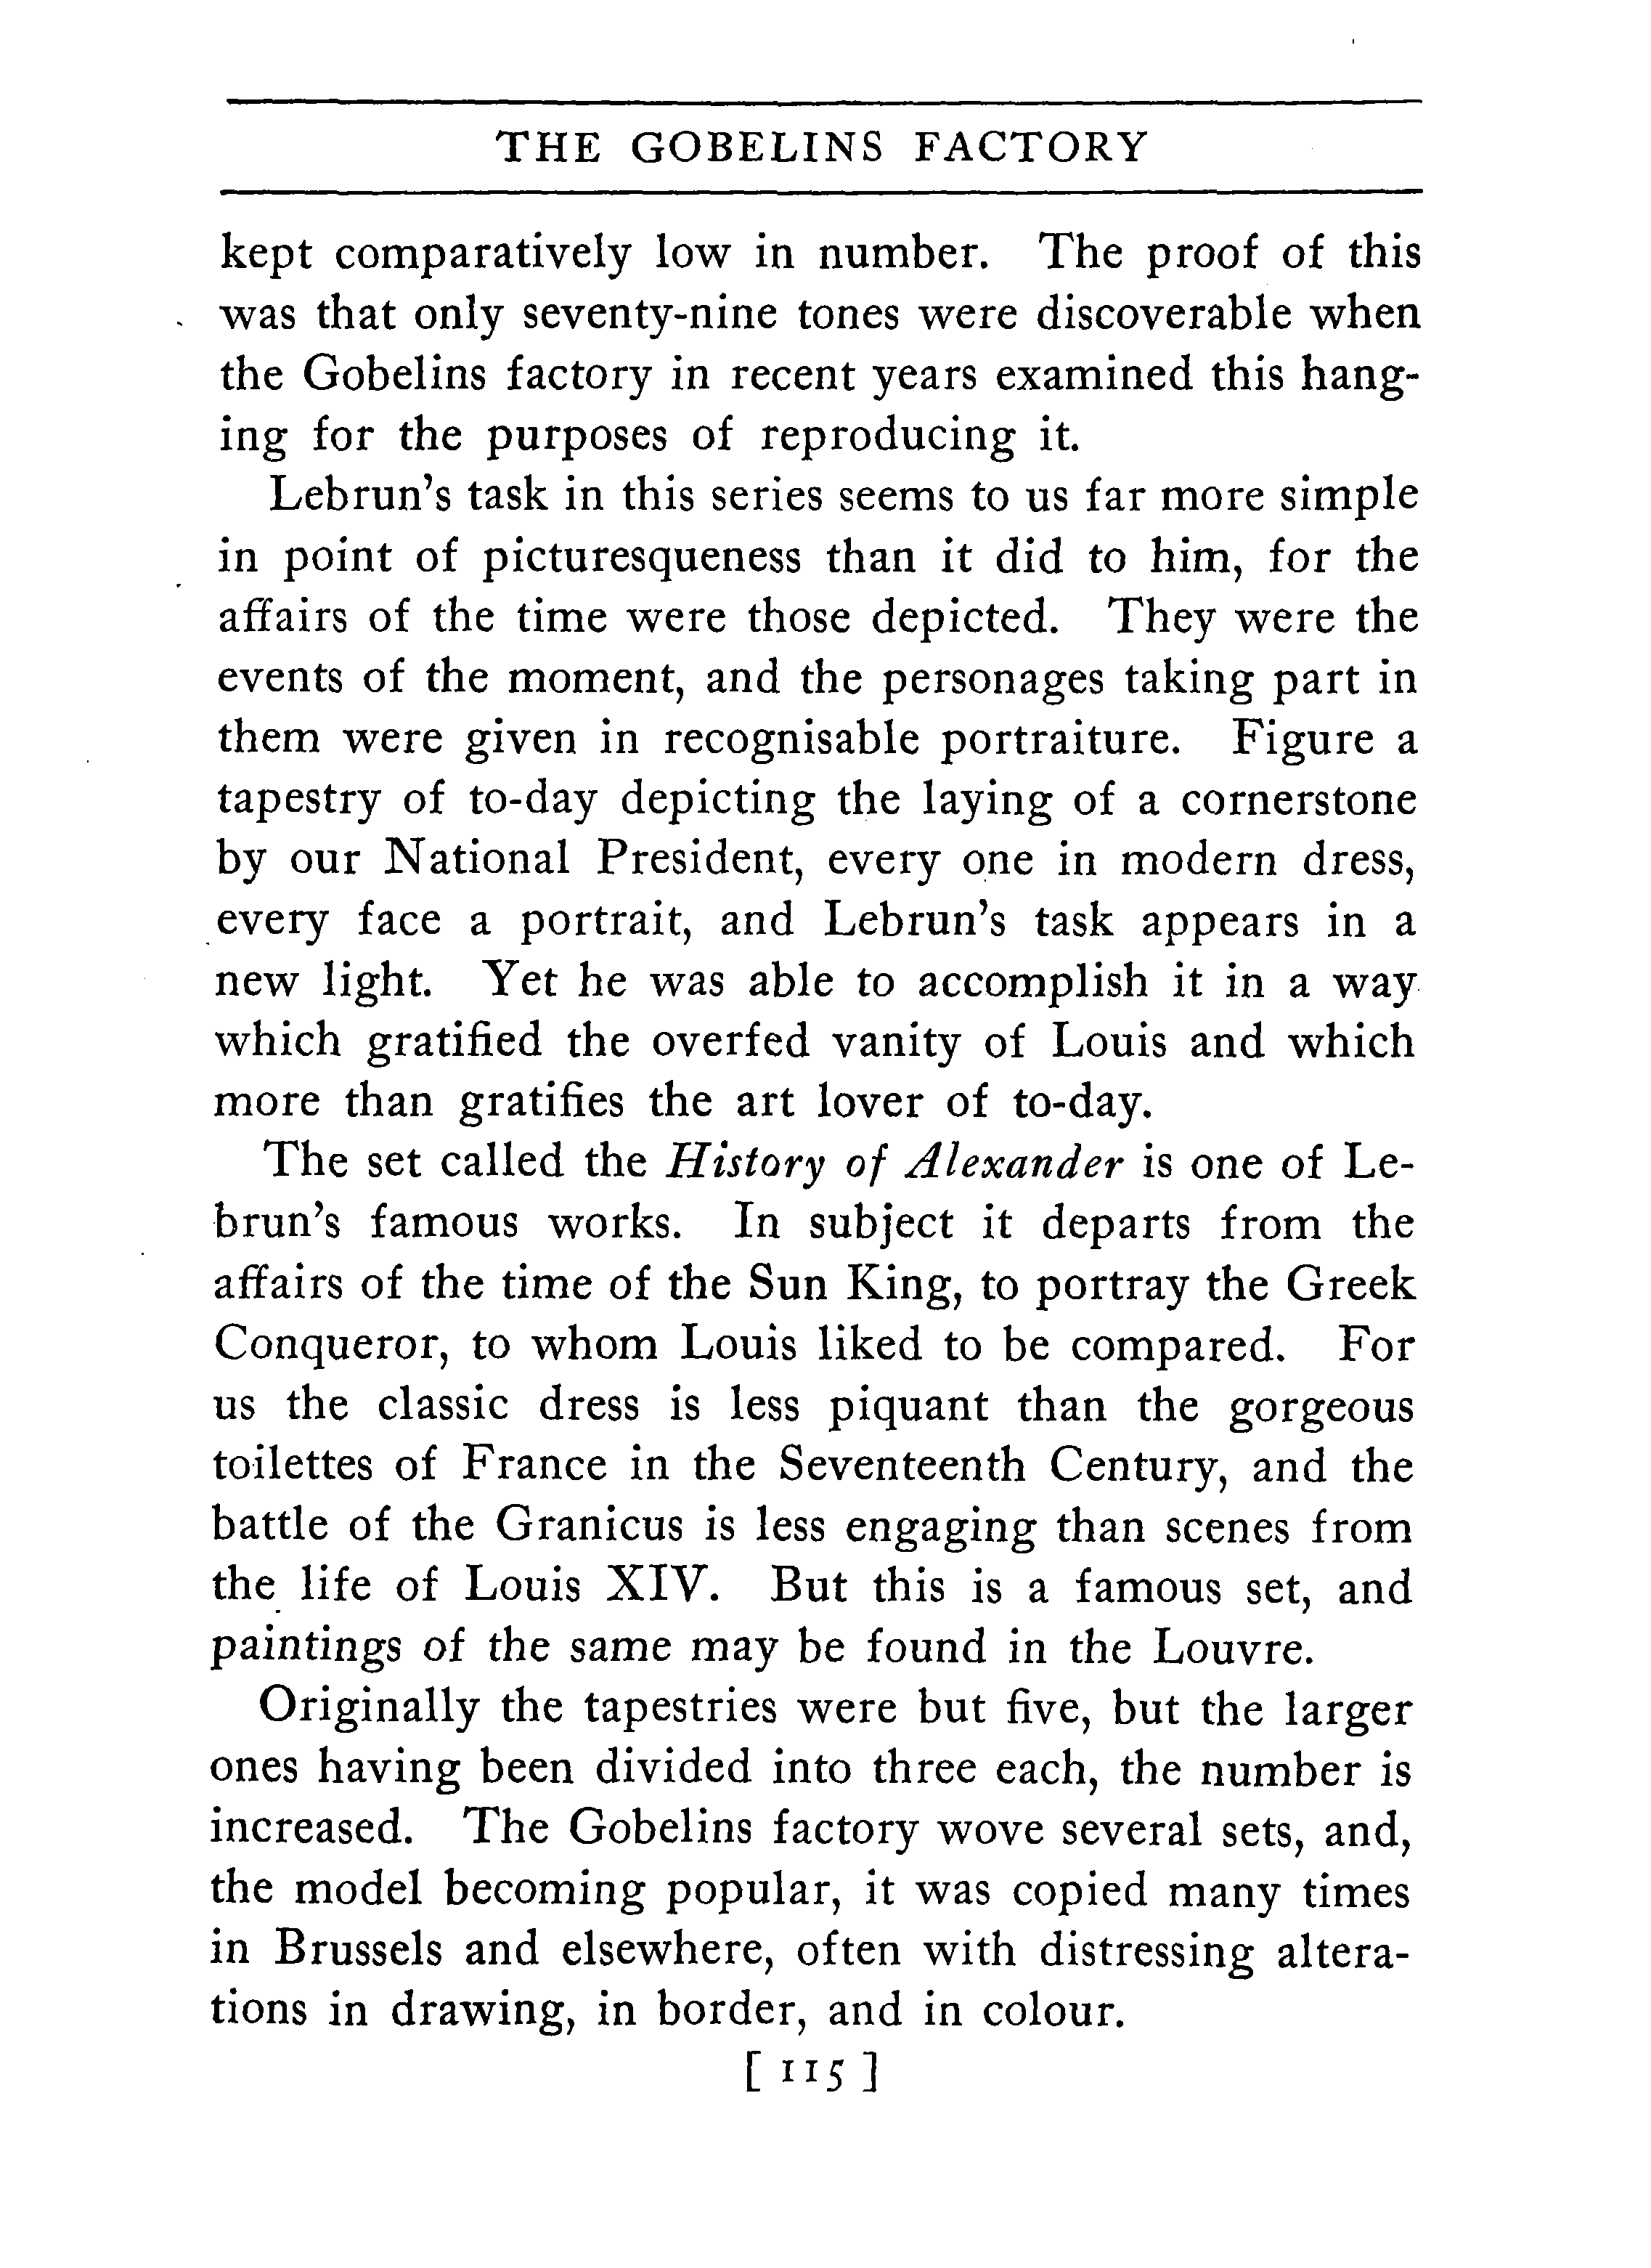 THE GOBELINS FACTORY
kept comparatively low in number. The proof of this
was that only seventy-nine tones were discoverable when
the Gobelins factory in recent years examined this hang-
ing for the purposes of reproducing it.
Lebrun's task in this series seems to us far more simple
in point of picturesqueness than it did to him, for the
affairs of the time were those depicted. They were the
events of the moment, and the personages taking part in
them were given in recognisable portraiture. Figure a
tapestry of to-day depicting the laying of a cornerstone
by our National President, every one in modern dress,
every face a portrait, and Lebrun's task appears in a
new light. Yet he was able to accomplish it in a way
which gratified the overfed vanity of Louis and which
more than gratifies the art lover of to-day.
The set called the History of Alexander is one of Le-
brun's famous works. In subject it departs from the
affairs of the time of the Sun King, to portray the Greek
Conqueror, to whom Louis liked to be compared. For
us the classic dress is less piquant than the gorgeous
toilettes of France in the Seventeenth Century, and the
battle of the Granicus is less engaging than scenes from
the life of Louis XIV. But this is a famous set, and
paintings of the same may be found in the Louvre.
Originally the tapestries were but five, but the larger
ones having been divided into three each, the number is
increased. The Gobelins factory wove several sets, and,
the model becoming popular, it was copied many times
in Brussels and elsewhere, often with distressing altera-
tions in drawing, in border, and in colour.
[ 115 ]